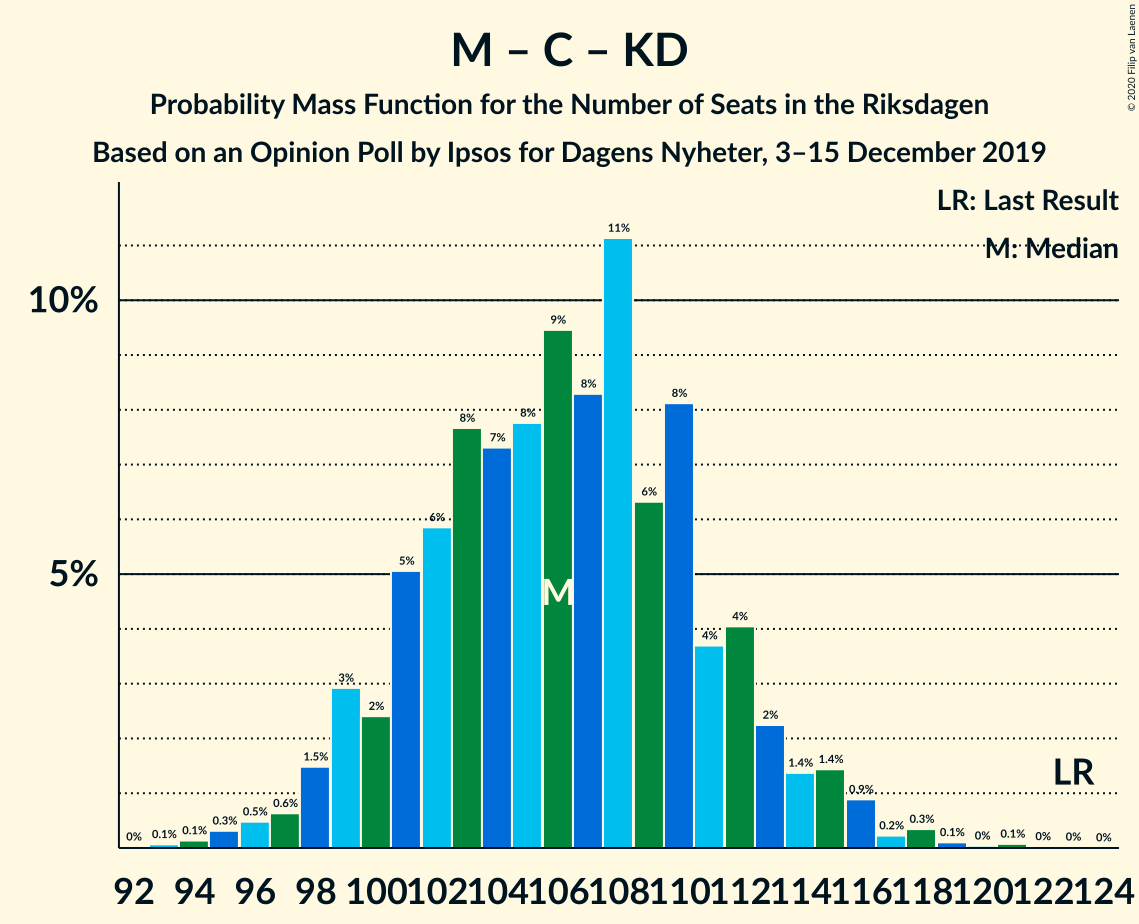 M – C – KD
Probability Mass Function for the Number of Seats in the Riksdagen
Based on an Opinion Poll by Ipsos for Dagens Nyheter, 3–15 December 2019
© 2020 Filip van Laenen
LR: Last Result
M: Median
10%
5%
0% 0.1% 0.1% 0.3% 0.5% 0.6% 1.5% 3% 2% 5% 6% 8% 7% 8% 9% 8% 11% 6% 8% 4% 4% 2% 1.4% 1.4% 0.9% 0.2% 0.3% 0.1% 0% 0.1% 0% 0% 0%
M
LR
92 94 96 98 100 102 104 106 108 110 112 114 116 118 120 122 124